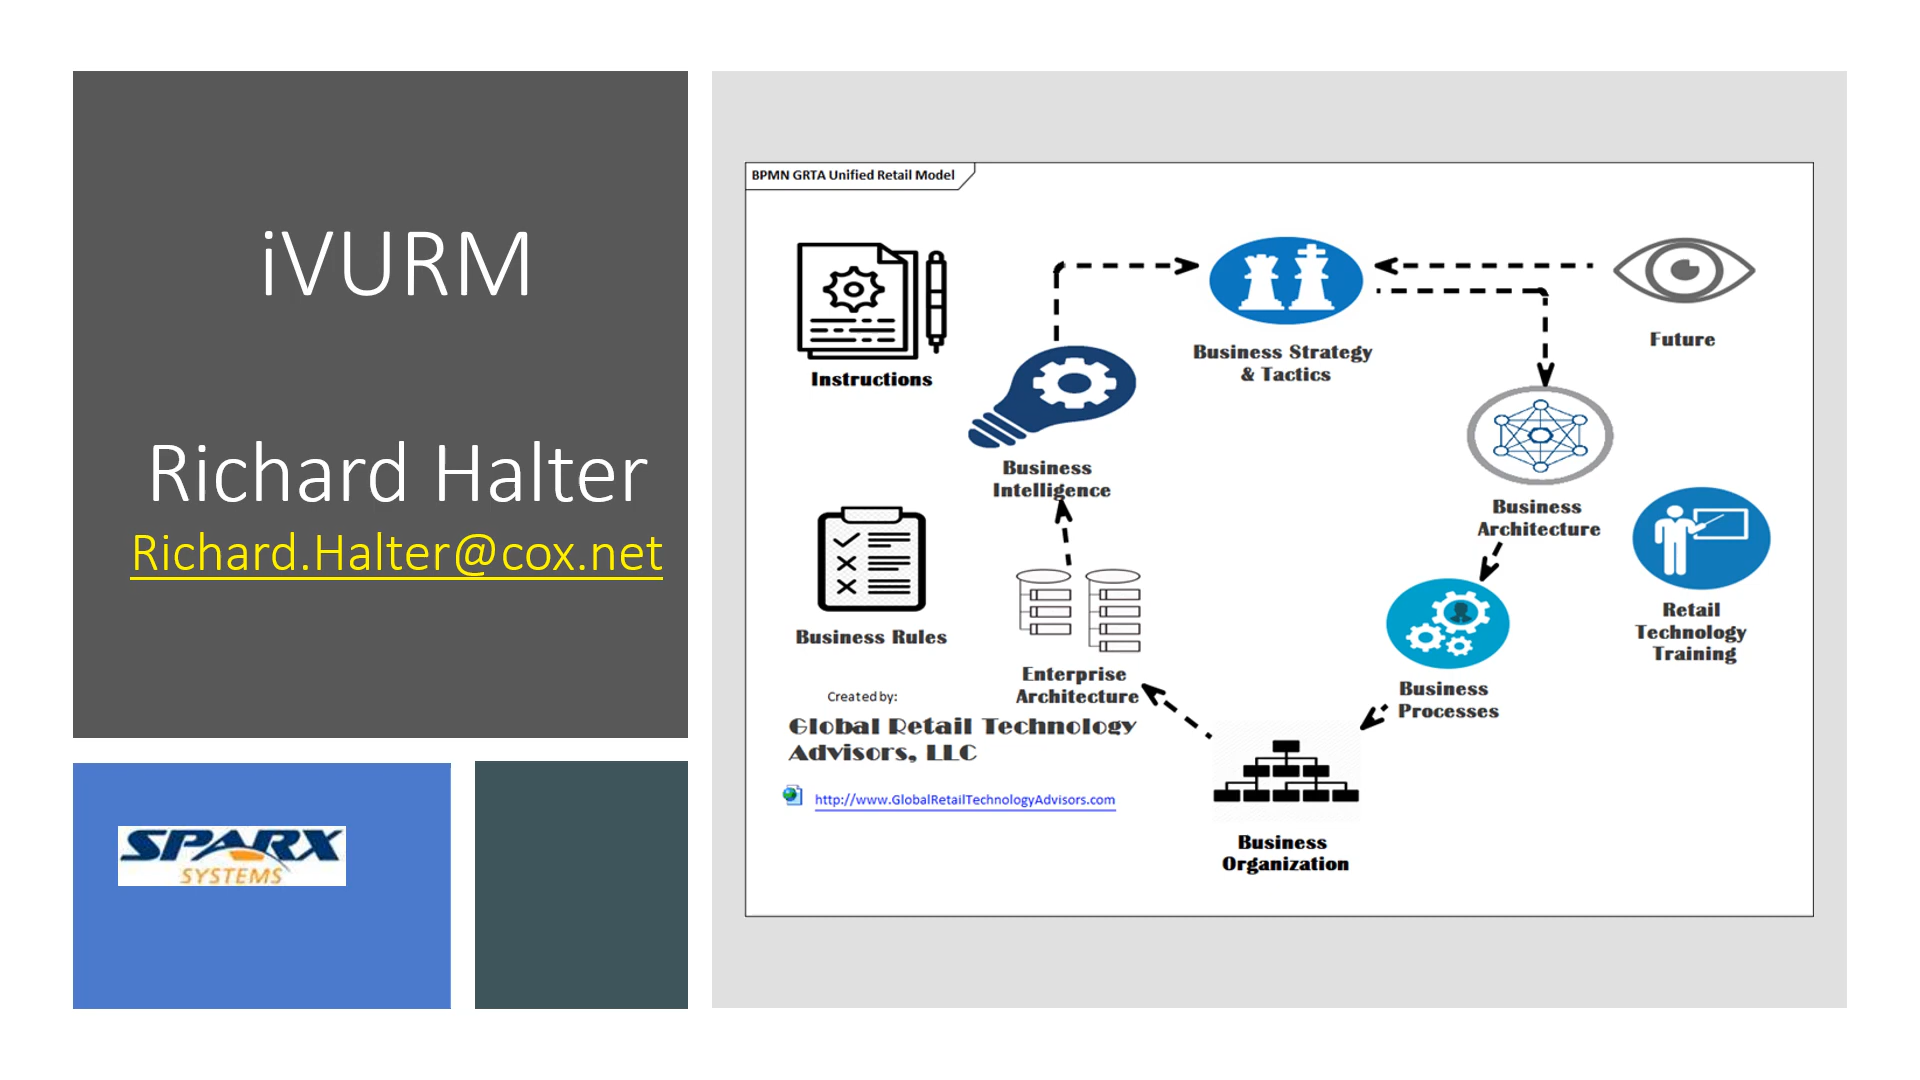 iVURM
Richard Halter
Richard.Halter@cox.net
SPARX
SYSTEMS
BPMN GRTA Unified Retail Model
Instructions
Business Strategy
& Tactics
Future
Business
Intelligence
Business
Architecture
Business Rules
Retail
Technology
Training
Enterprise
Architecture
Business
Processes
Created by:
Global Retail Technology
Advisors, LLC
http://www.GlobalRetailTechnologyAdvisors.com
Business
Organization